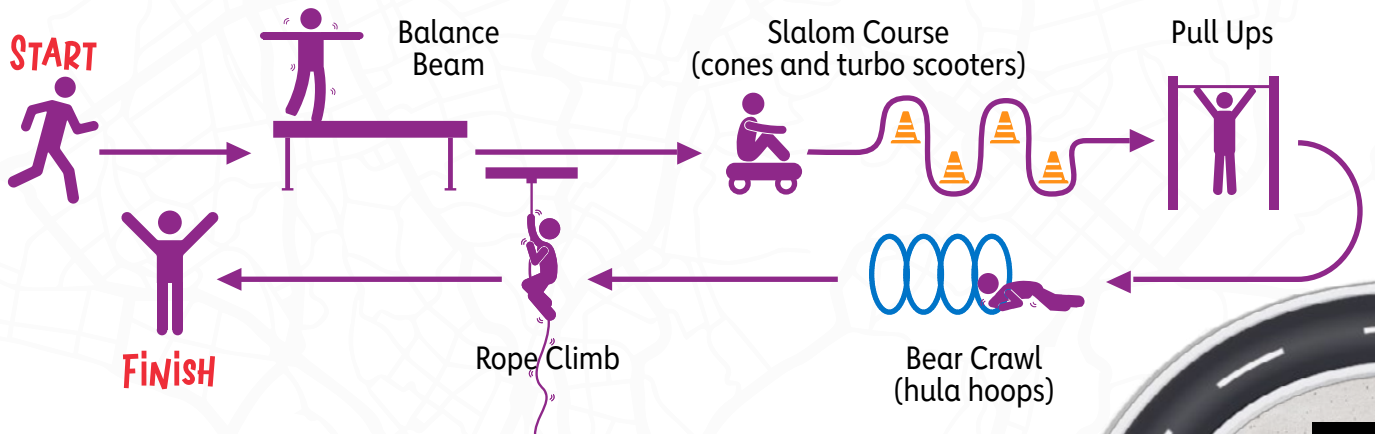 START
Balance
Beam
Slalom Course
(cones and turbo scooters)
Pull Ups
Bear Crawl
(hula hoops)
Rope Climb
FiNiSH